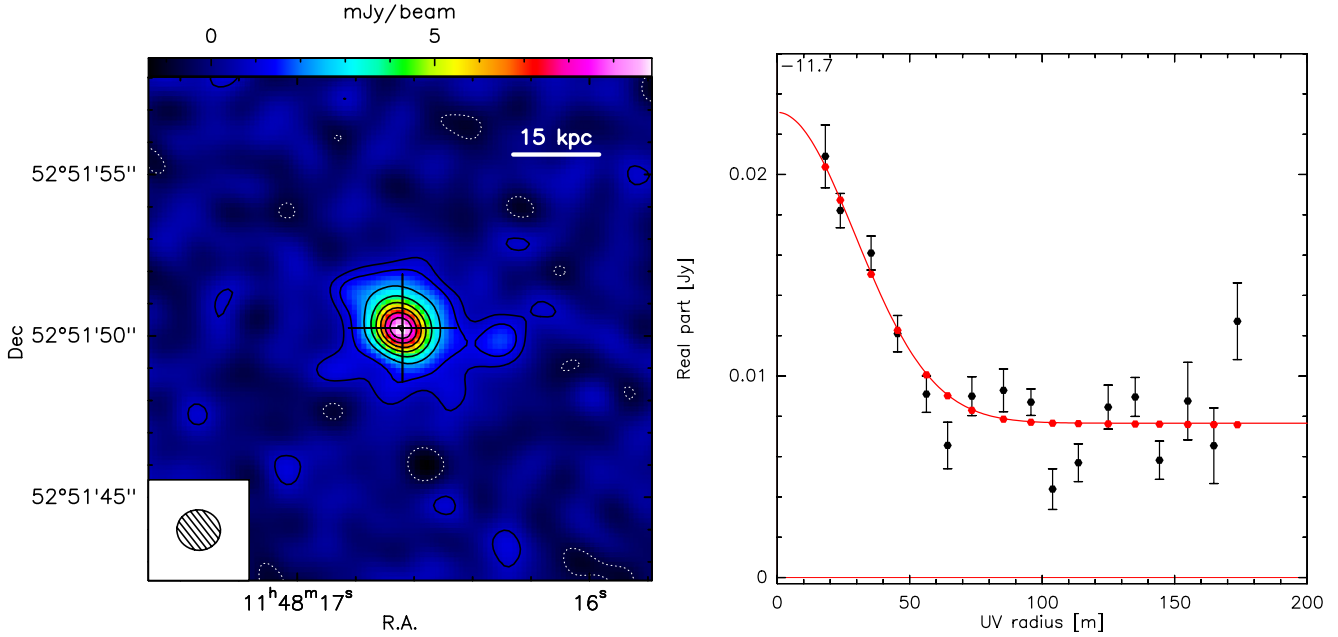 mJy/beam
0 5
15 kpc
52°51'55"
52°51'50"
52°51'45"
Dec
11h48m17s 16s
R.A.
−11.7
0.02
0.01
0
Real part [Jy]
0 50 100 150 200
UV radius [m]